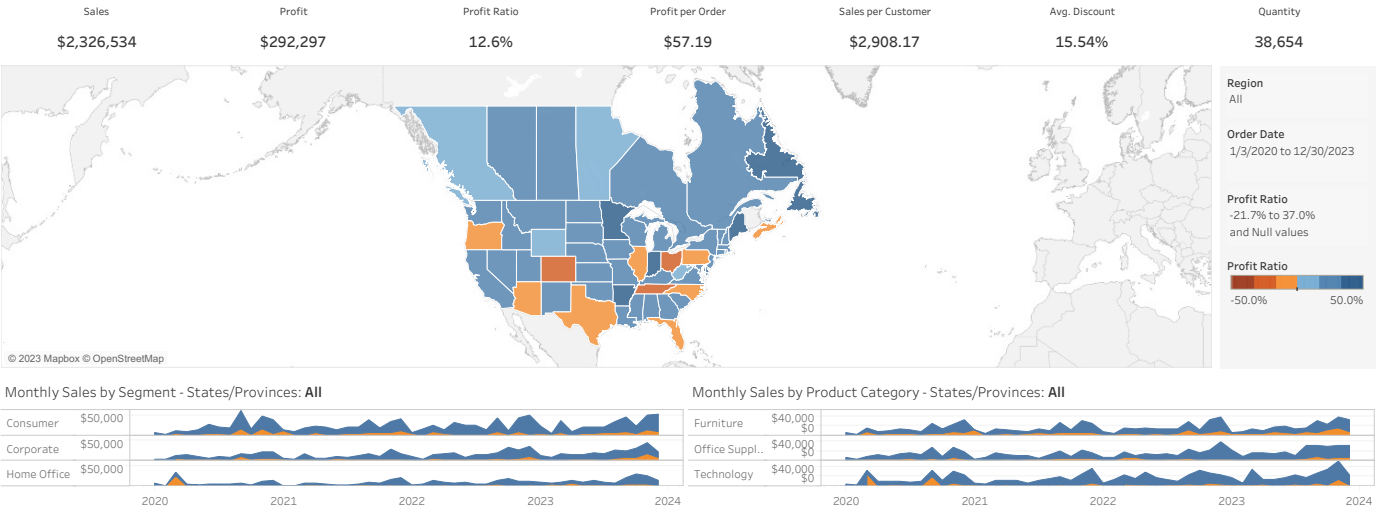 Sales Profit Profit Ratio Profit per Order Sales per Customer Avg. Discount Quantity
$2,326,534 $292,297 12.6% $57.19 $2,908.17 15.54% 38,654
Region
All
Order Date
1/3/2020 to 12/30/2023
Profit Ratio
-21.7% to 37.0%
and Null values
Profit Ratio
-50.0% 50.0%
© 2023 Mapbox © OpenStreetMap
Monthly Sales by Segment - States/Provinces: All
Consumer $50,000
Corporate $50,000
Home Office $50,000
2020 2021 2022 2023 2024
Monthly Sales by Product Category - States/Provinces: All
Furniture $40,000
$0
Office Suppl.. $40,000
$0
Technology $40,000
$0
2020 2021 2022 2023 2024